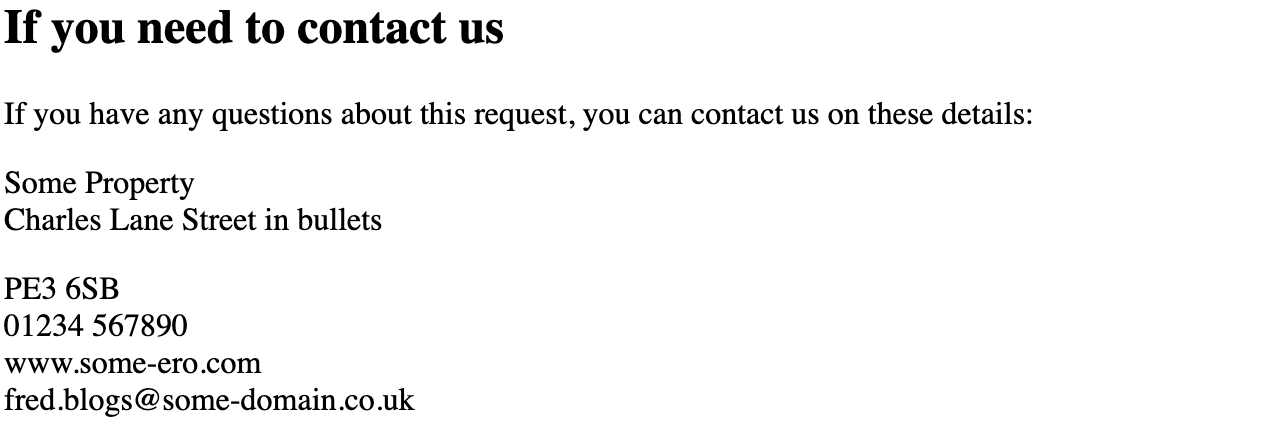 If you need to contact us
If you have any questions about this request, you can contact us on these details:
Some Property
Charles Lane Street in bullets
PE3 6SB
01234 567890
www.some-ero.com
fred.blogs@some-domain.co.uk